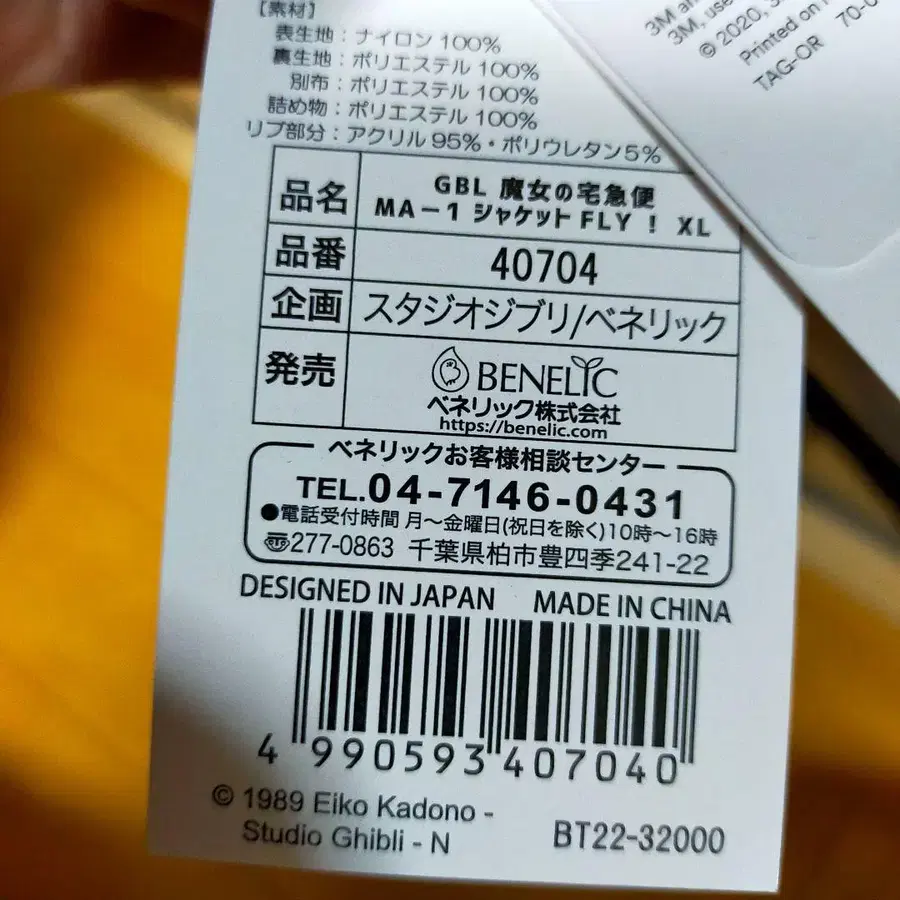 【素材】
表生地：ナイロン 100%
裏生地：ポリエステル 100%
別布：ポリエステル 100%
詰め物：ポリエステル 100%
リブ部分：アクリル 95%・ポリウレタン 5%
品名 GBL 魔女の宅急便
MA－1 ジャケット FLY ! XL
品番 40704
企画 スタジオジブリ/ベネリック
発売 BENELIC
ベネリック株式会社
https://benelic.com
ベネリックお客様相談センター
TEL.04-7146-0431
●電話受付時間 月～金曜日(祝日を除く)10時～16時
〠277-0863 千葉県柏市豊四季241-22
DESIGNED IN JAPAN MADE IN CHINA
4 990593 407040
© 1989 Eiko Kadono -
Studio Ghibli - N
BT22-32000
3M
3M, use
© 2020, 3
Printed on
TAG-OR 70-0